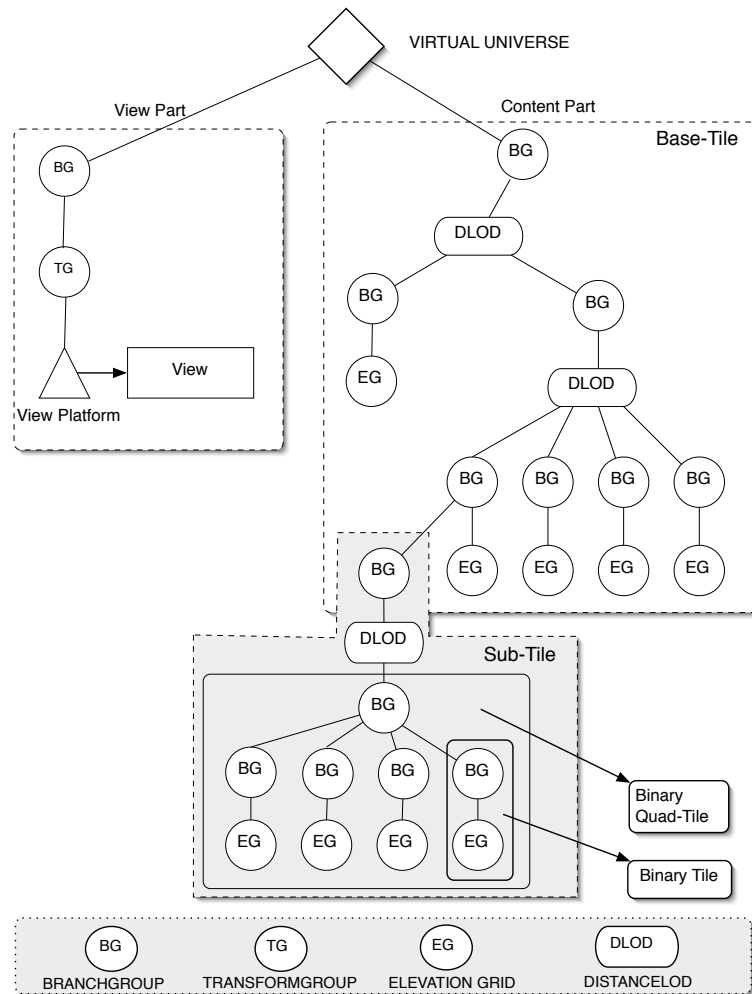 VIRTUAL UNIVERSE
View Part
Content Part
Base-Tile
BG
BG
DLOD
TG
BG
BG
View
EG
DLOD
View Platform
BG
BG
BG
BG
BG
EG
EG
EG
EG
DLOD
Sub-Tile
BG
BG
BG
BG
BG
Binary
Quad-Tile
EG
EG
EG
EG
Binary Tile
BG
TG
EG
DLOD
BRANCHGROUP
TRANSFORMGROUP
ELEVATION GRID
DISTANCELOD